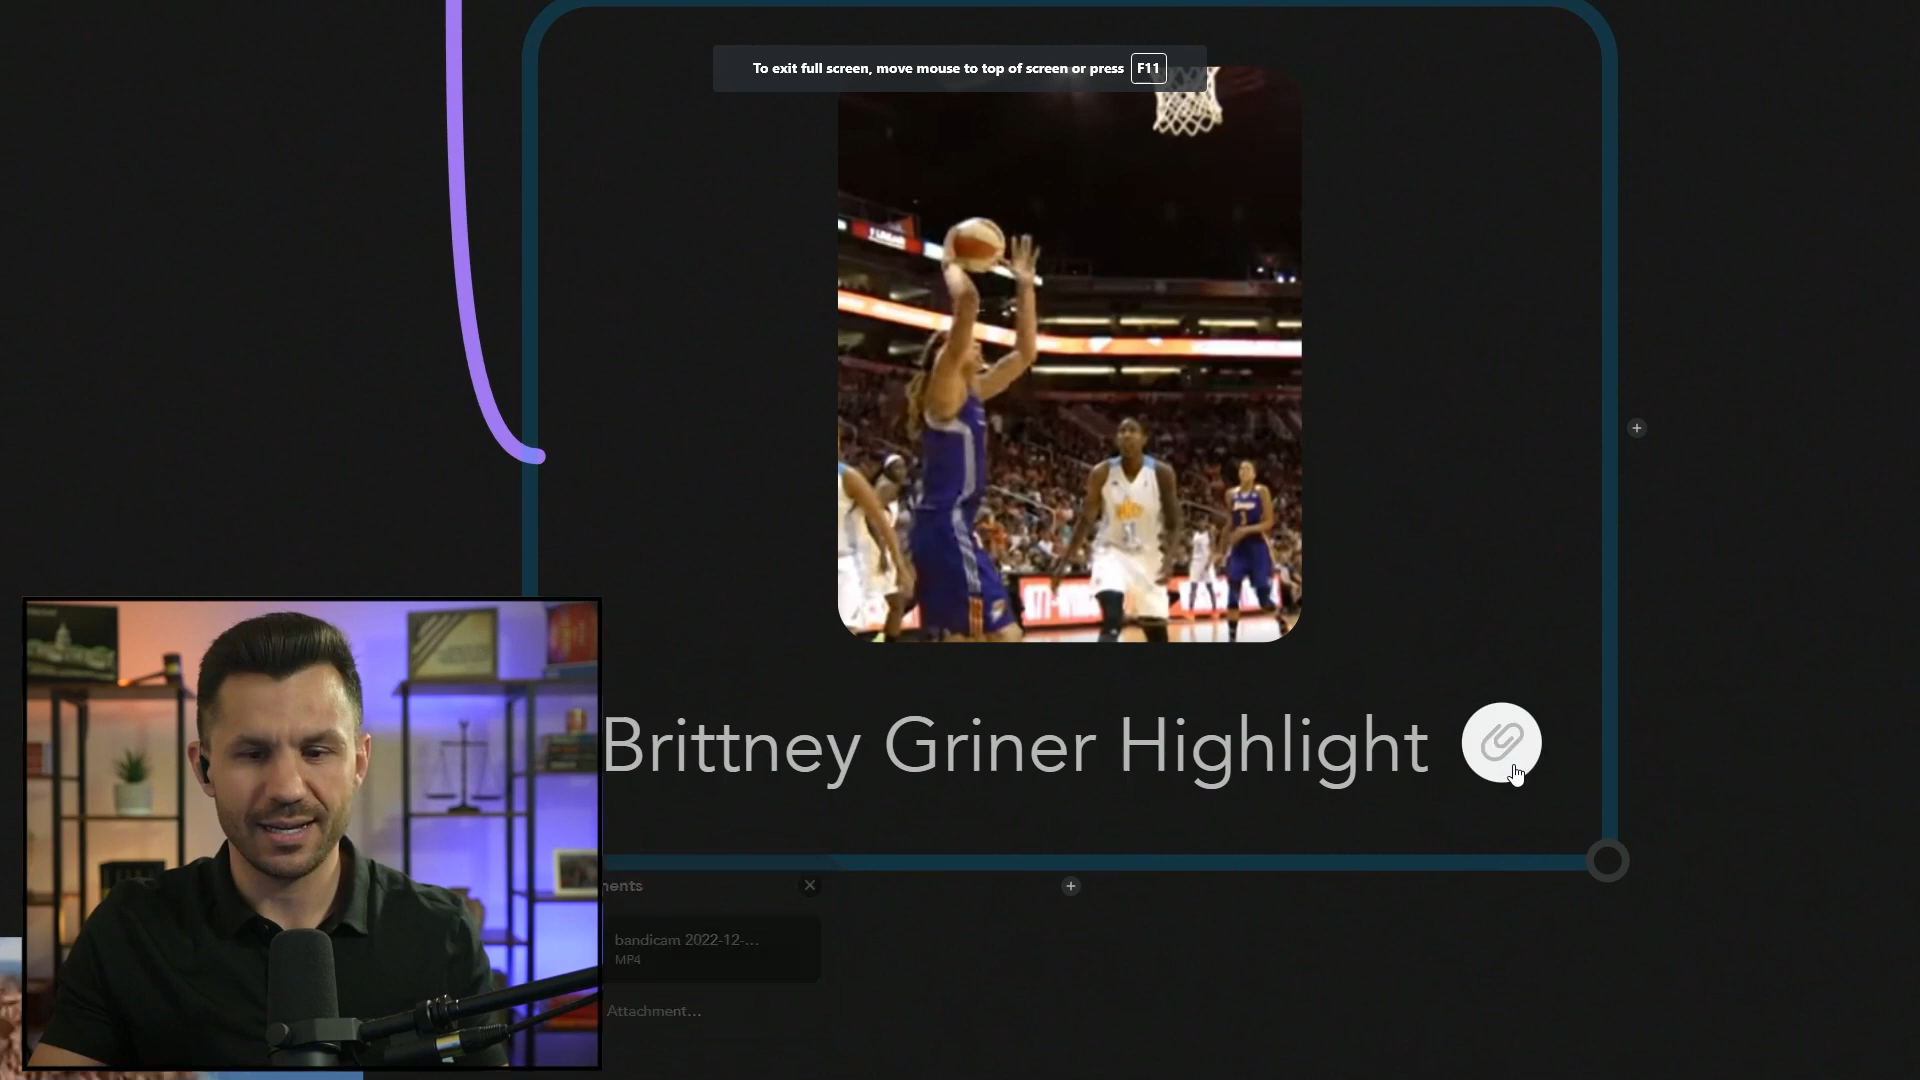 To exit full screen, move mouse to top of screen or press F11
Brittney Griner Highlight
ments
bandicam 2022-12-...
MP4
Attachment...